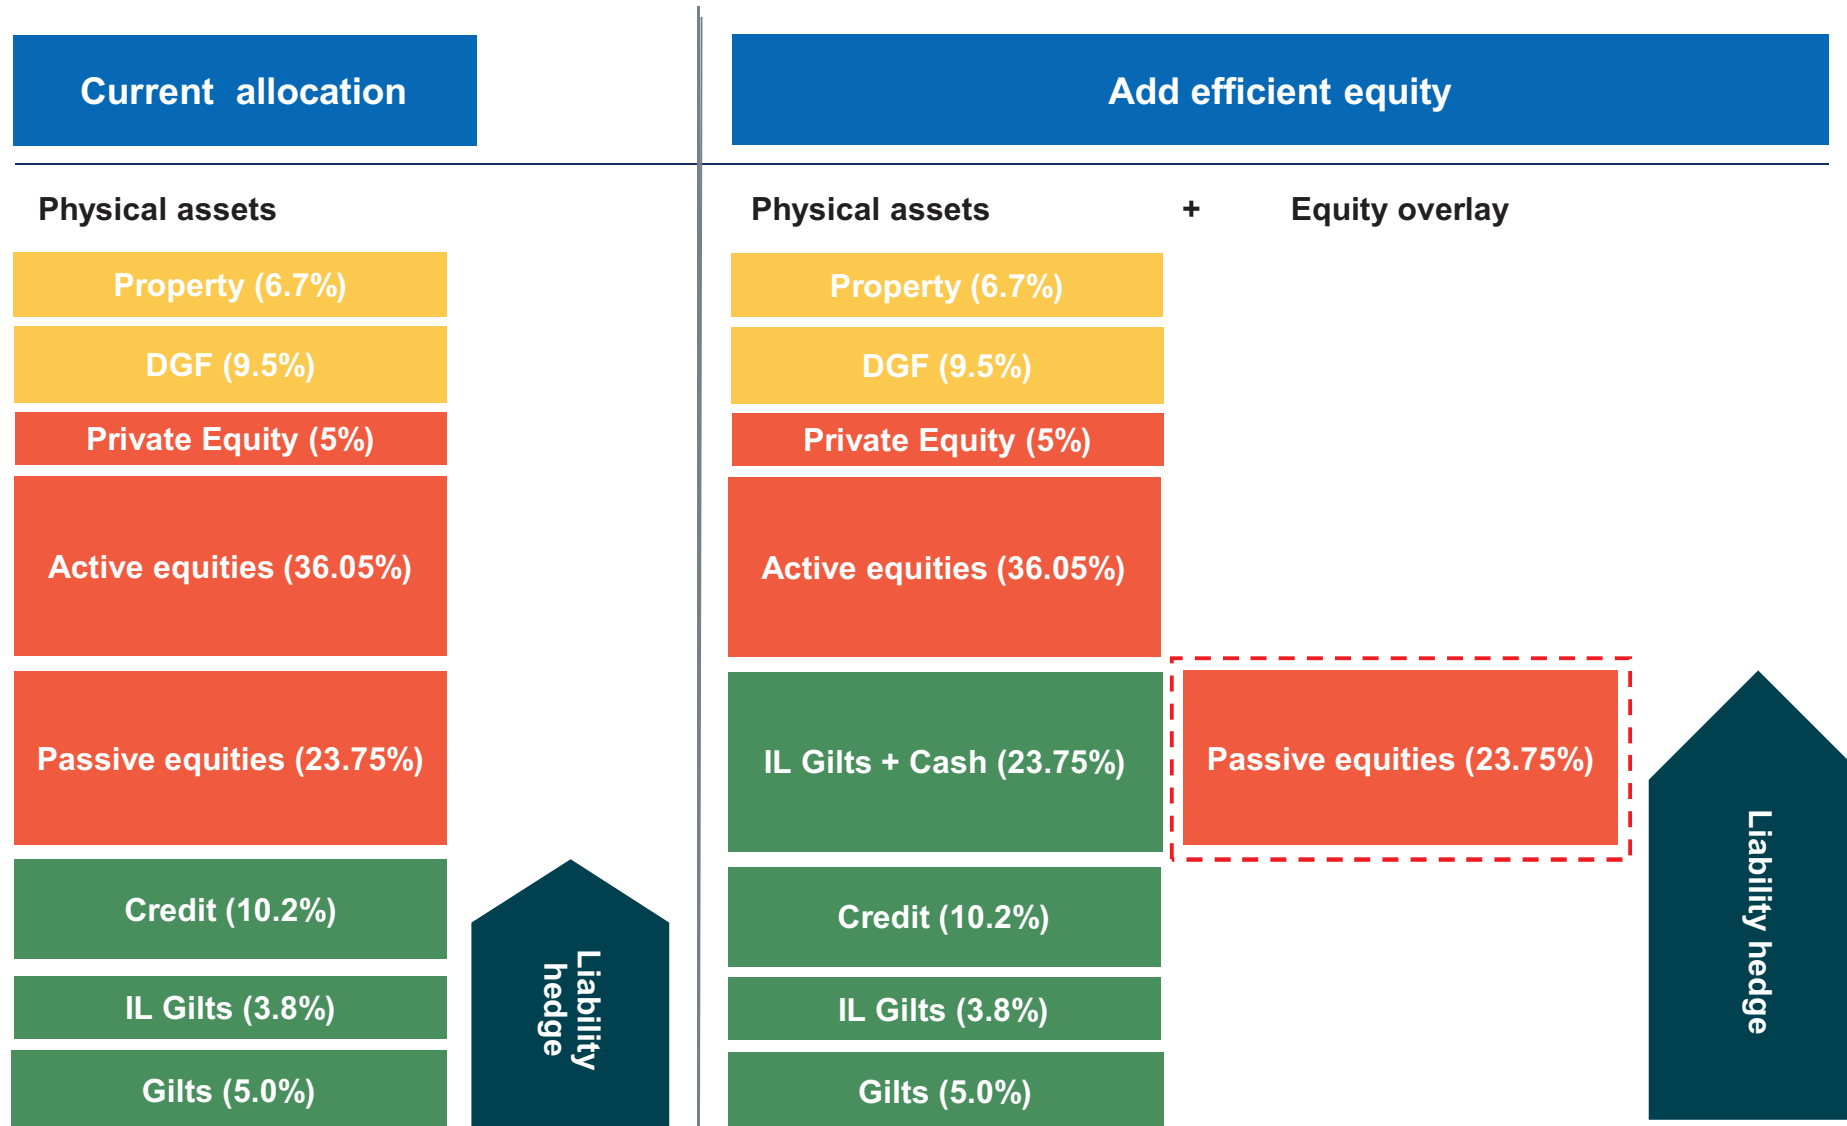 Current allocation
Physical assets
Property (6.7%)
DGF (9.5%)
Private Equity (5%)
Active equities (36.05%)
Passive equities (23.75%)
Credit (10.2%)
IL Gilts (3.8%)
Gilts (5.0%)
Liability
hedge
Add efficient equity
Physical assets + Equity overlay
Property (6.7%)
DGF (9.5%)
Private Equity (5%)
Active equities (36.05%)
IL Gilts + Cash (23.75%)
Passive equities (23.75%)
Credit (10.2%)
IL Gilts (3.8%)
Gilts (5.0%)
Liability hedge